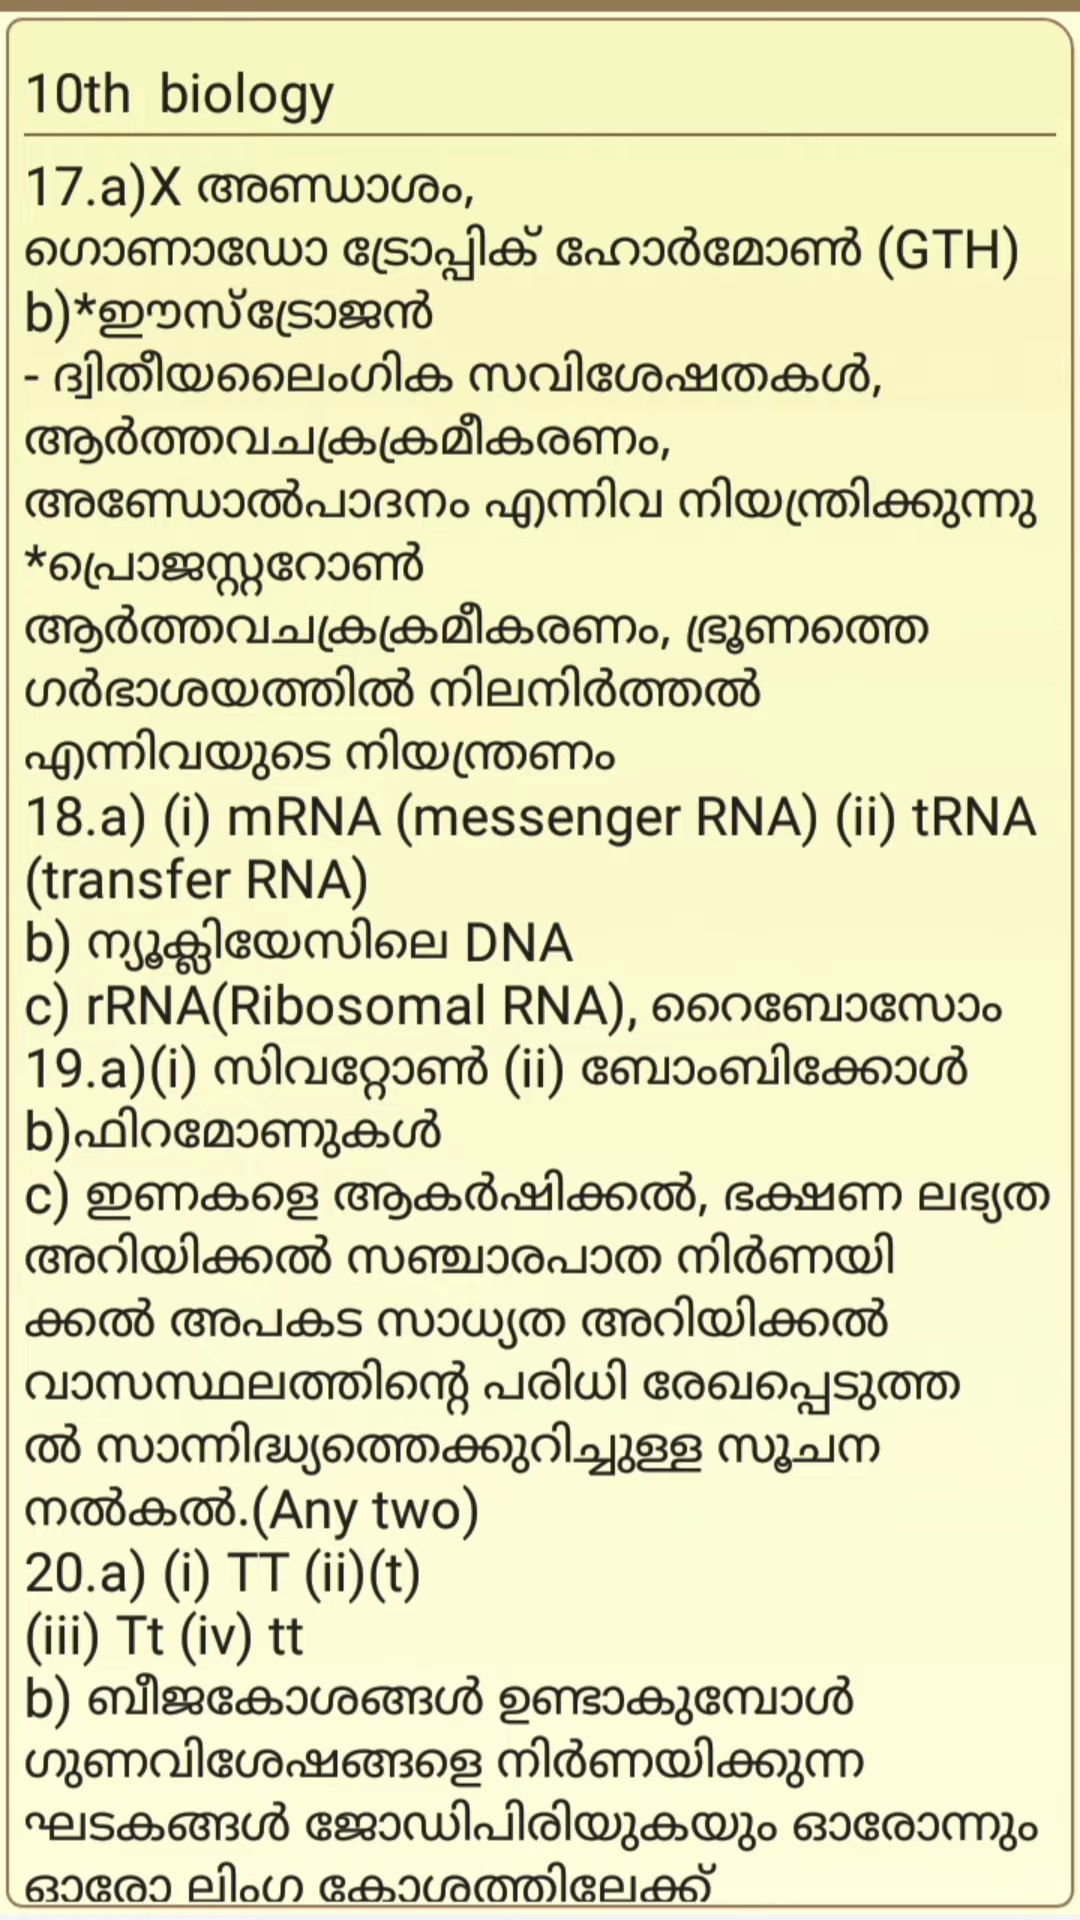 10th biology
17.a)X അണ്ഡാശം,
ഗൊണാഡോ ട്രോപ്പിക് ഹോർമോൺ (GTH)
b)*ഈസ്ട്രോജൻ
- ദ്വിതീയലൈംഗിക സവിശേഷതകൾ,
ആർത്തവചക്രക്രമീകരണം,
അണ്ഡോൽപാദനം എന്നിവ നിയന്ത്രിക്കുന്നു
*പ്രൊജസ്റ്ററോൺ
ആർത്തവചക്രക്രമീകരണം, ഭ്രൂണത്തെ
ഗർഭാശയത്തിൽ നിലനിർത്തൽ
എന്നിവയുടെ നിയന്ത്രണം
18.a) (i) mRNA (messenger RNA) (ii) tRNA
(transfer RNA)
b) ന്യൂക്ലിയേസിലെ DNA
c) rRNA(Ribosomal RNA), റൈബോസോം
19.a)(i) സിവറ്റോൺ (ii) ബോംബിക്കോൾ
b)ഫിറമോണുകൾ
c) ഇണകളെ ആകർഷിക്കൽ, ഭക്ഷണ ലഭ്യത
അറിയിക്കൽ സഞ്ചാരപാത നിർണയി
ക്കൽ അപകട സാധ്യത അറിയിക്കൽ
വാസസ്ഥലത്തിന്റെ പരിധി രേഖപ്പെടുത്ത
ൽ സാന്നിദ്ധ്യത്തെക്കുറിച്ചുള്ള സൂചന
നൽകൽ.(Any two)
20.a) (i) TT (ii)(t)
(iii) Tt (iv) tt
b) ബീജകോശങ്ങൾ ഉണ്ടാകുമ്പോൾ
ഗുണവിശേഷങ്ങളെ നിർണയിക്കുന്ന
ഘടകങ്ങൾ ജോഡിപിരിയുകയും ഓരോന്നും
ഓരോ ലിംഗ കോശത്തിലേക്ക്